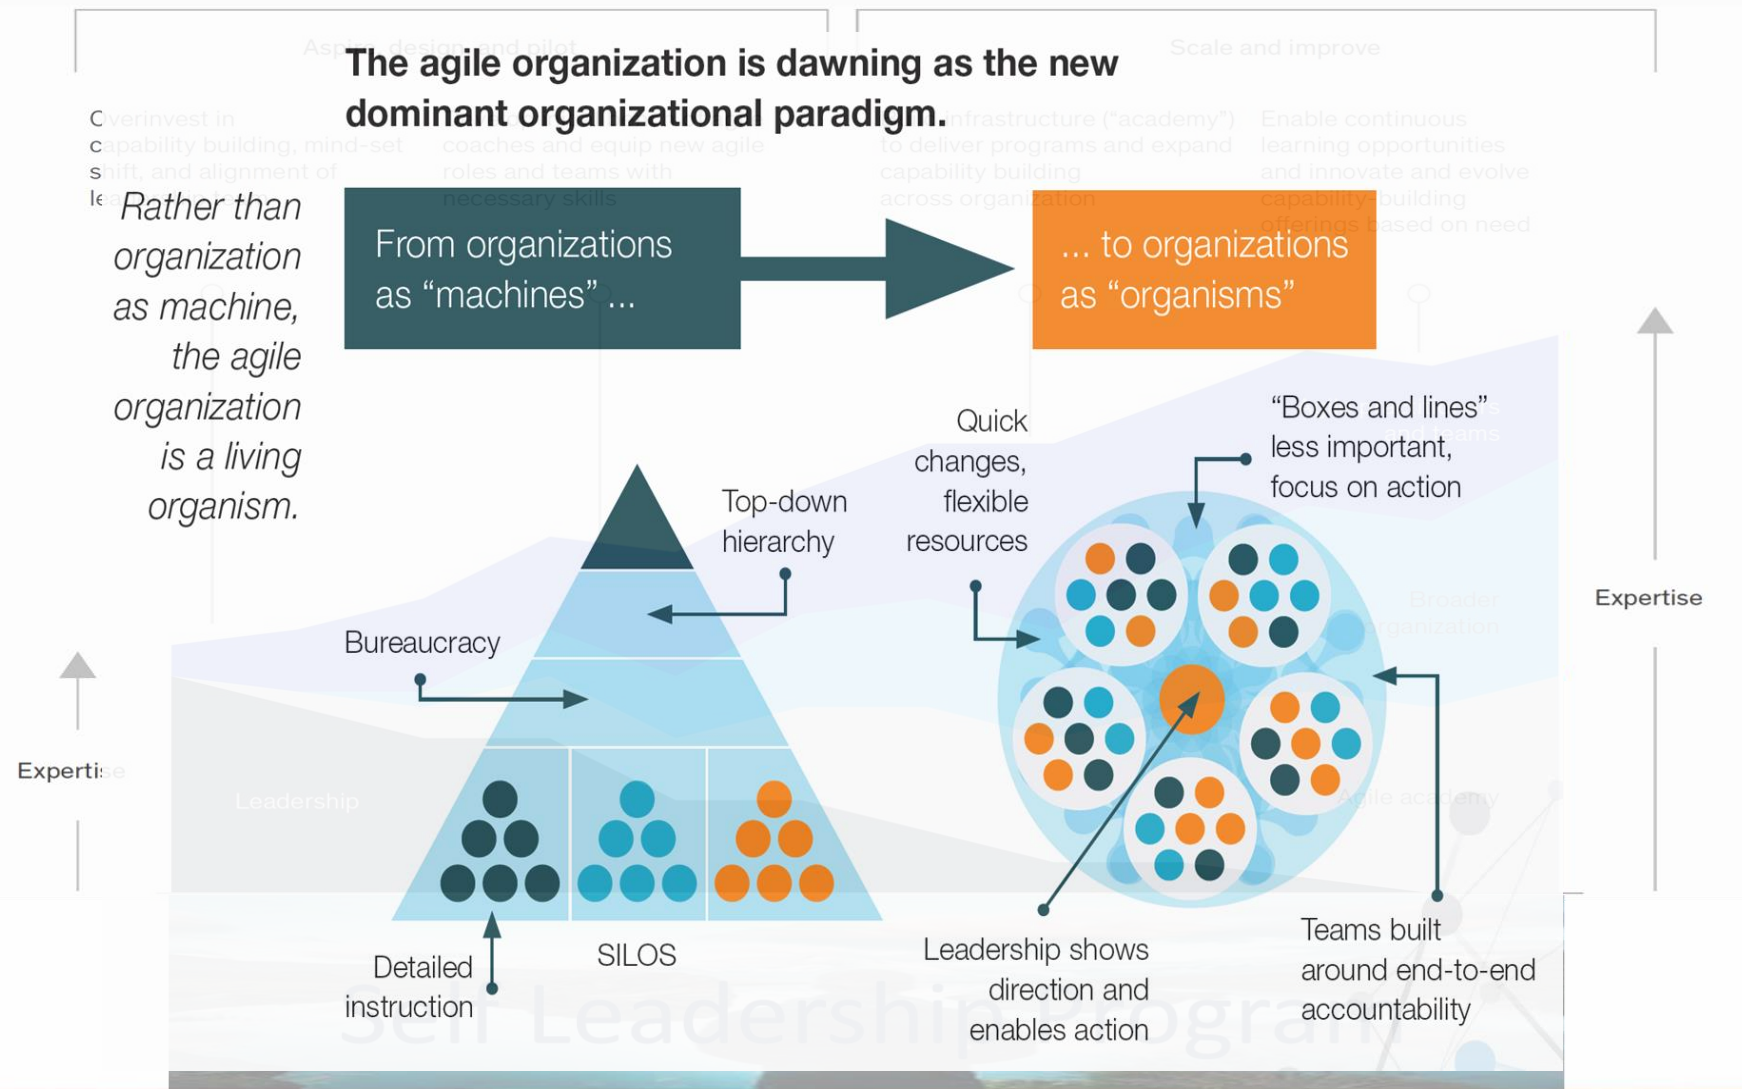 Aspire, design, and pilot
Scale and improve
The agile organization is dawning as the new
dominant organizational paradigm.
Overinvest in
capability building, mind-set
shift, and alignment of
coaches and equip new agile
roles and teams with
necessary skills
infrastructure ("academy")
to deliver programs and expand
capability building
across organization
Enable continuous
learning opportunities
and innovate and evolve
capability-building
offerings based on need
Rather than
organization
as machine,
the agile
organization
is a living
organism.
From organizations
as “machines” ...
... to organizations
as “organisms”
Quick
changes,
flexible
resources
“Boxes and lines”
less important,
focus on action
and teams
Top-down
hierarchy
Bureaucracy
Broader
organization
Expertise
Expertise
Leadership
Agile academy
Detailed
instruction
SILOS
Leadership shows
direction and
enables action
Teams built
around end-to-end
accountability
Self Leadership Program